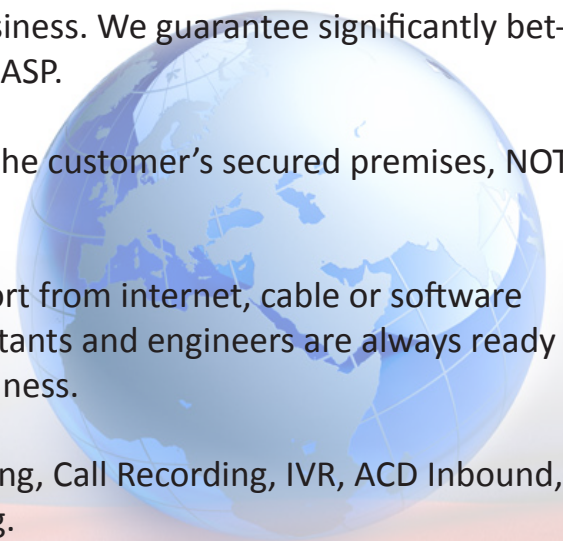 siness. We guarantee significantly bet-
ASP.
he customer's secured premises, NOT
ort from internet, cable or software
tants and engineers are always ready
ness.
ng, Call Recording, IVR, ACD Inbound,
g.